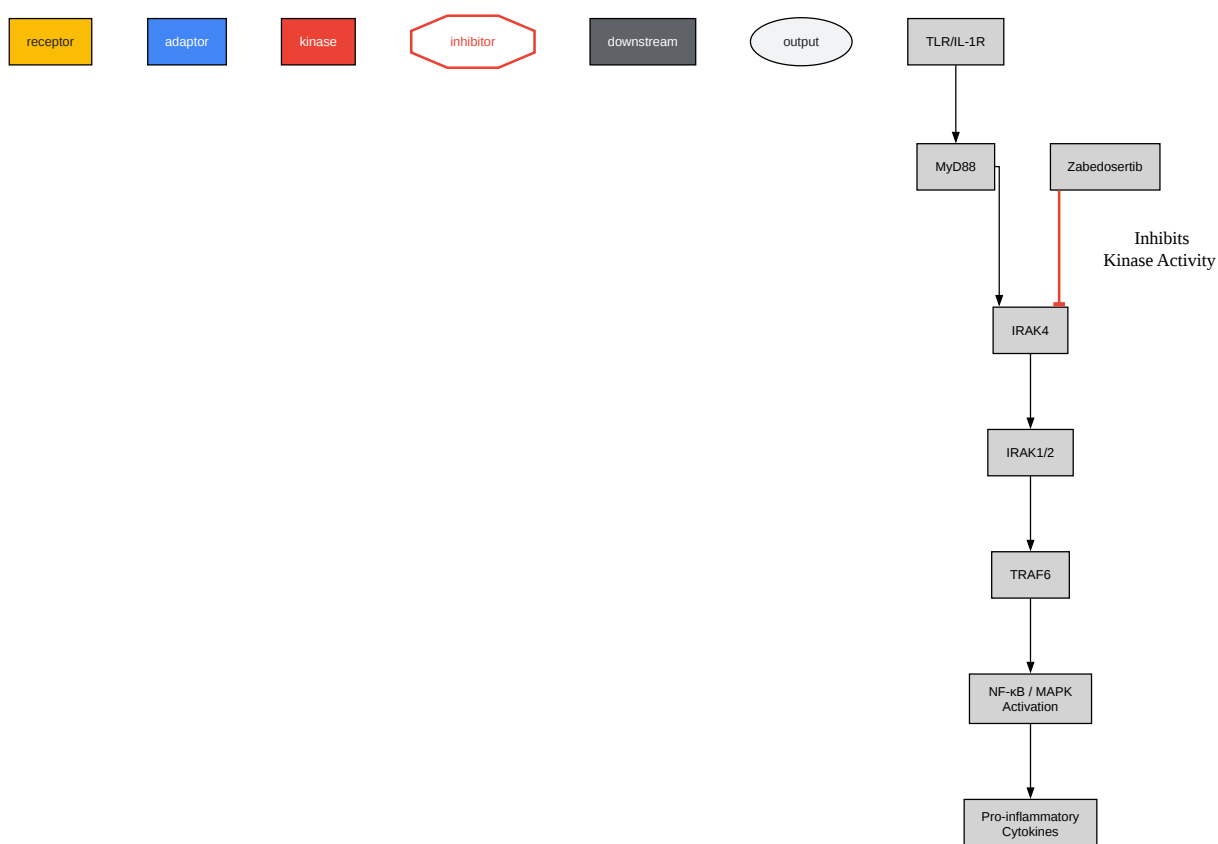 receptor
adaptor
kinase
inhibitor
downstream
output
TLR/IL-1R
MyD88
Zabedosertib
Inhibits
Kinase Activity
IRAK4
IRAK1/2
TRAF6
NF-κB / MAPK
Activation
Pro-inflammatory
Cytokines